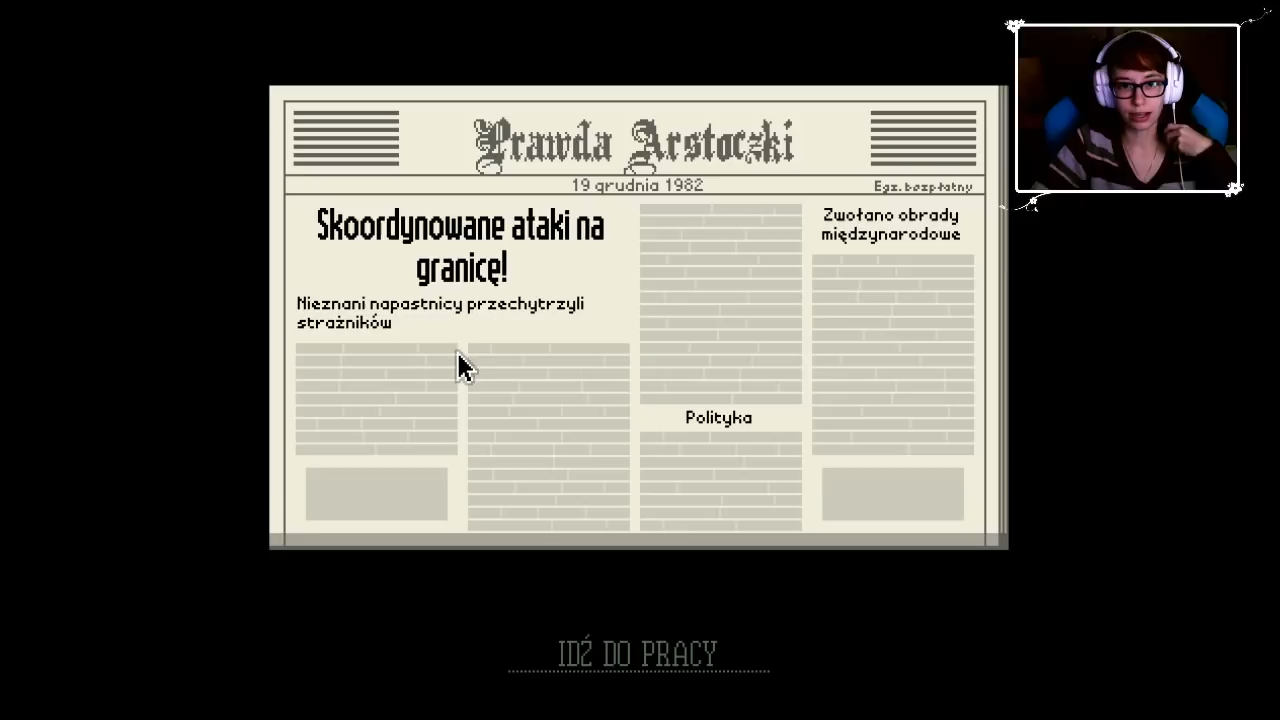 Prawda Arstoczki
19 grudnia 1982
Egz. bezpłatny
Skoordynowane ataki na
granicę!
Nieznani napastnicy przechytrzyli
strażników
Polityka
Zwołano obrady
międzynarodowe
IDŹ DO PRACY